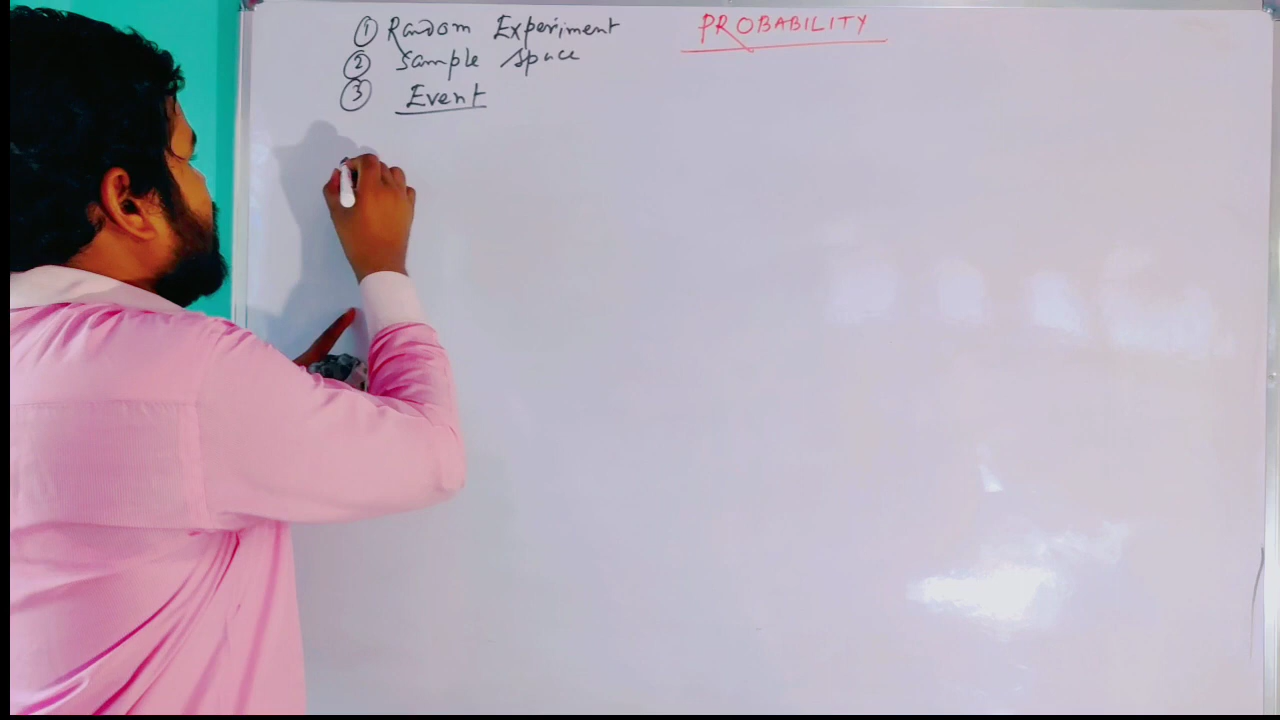 PROBABILITY
① Random Experiment
② Sample Space
③ Event